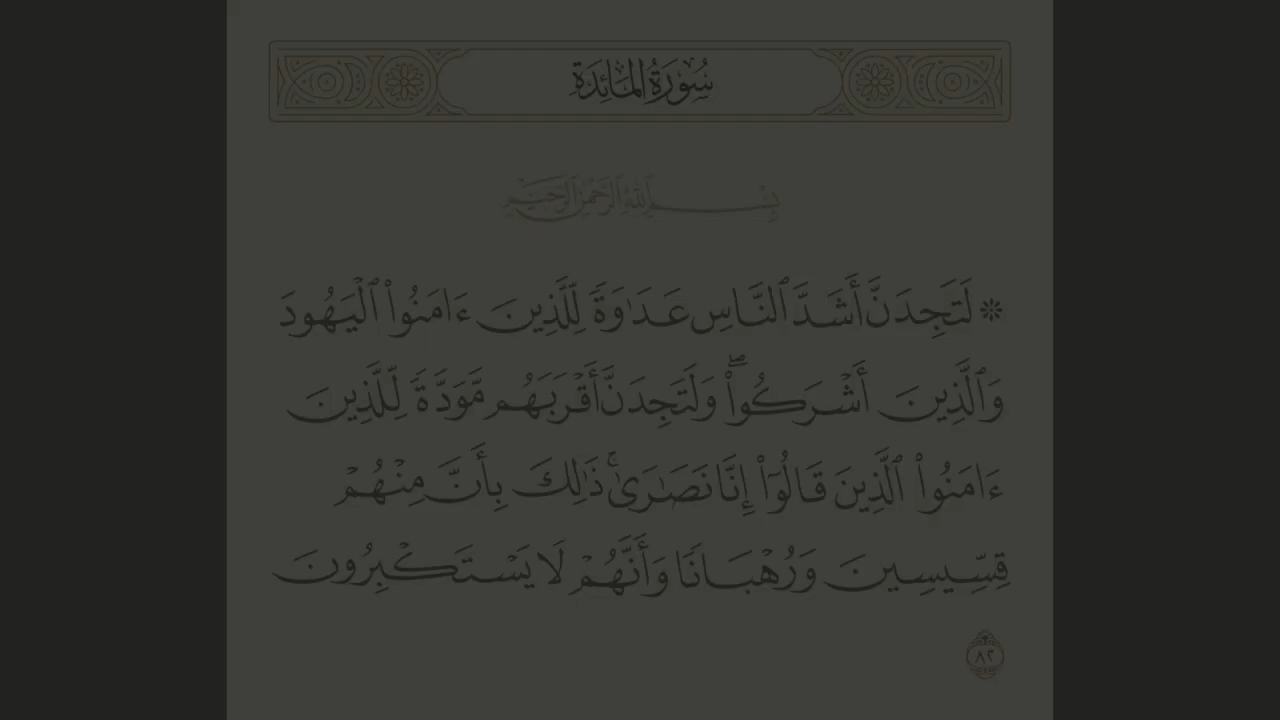 سُورَةُ المَائِدَةِ
بِسْمِ ٱللَّهِ ٱلرَّحْمَٰنِ ٱلرَّحِيمِ
۞ لَتَجِدَنَّ أَشَدَّ ٱلنَّاسِ عَدَٰوَةً لِّلَّذِينَ ءَامَنُوا۟ ٱلْيَهُودَ
وَٱلَّذِينَ أَشْرَكُوا۟ ۖ وَلَتَجِدَنَّ أَقْرَبَهُم مَّوَدَّةً لِّلَّذِينَ
ءَامَنُوا۟ ٱلَّذِينَ قَالُوٓا۟ إِنَّا نَصَٰرَىٰ ۚ ذَٰلِكَ بِأَنَّ مِنْهُمْ
قِسِّيسِينَ وَرُهْبَانًا وَأَنَّهُمْ لَا يَسْتَكْبِرُونَ
٨٢